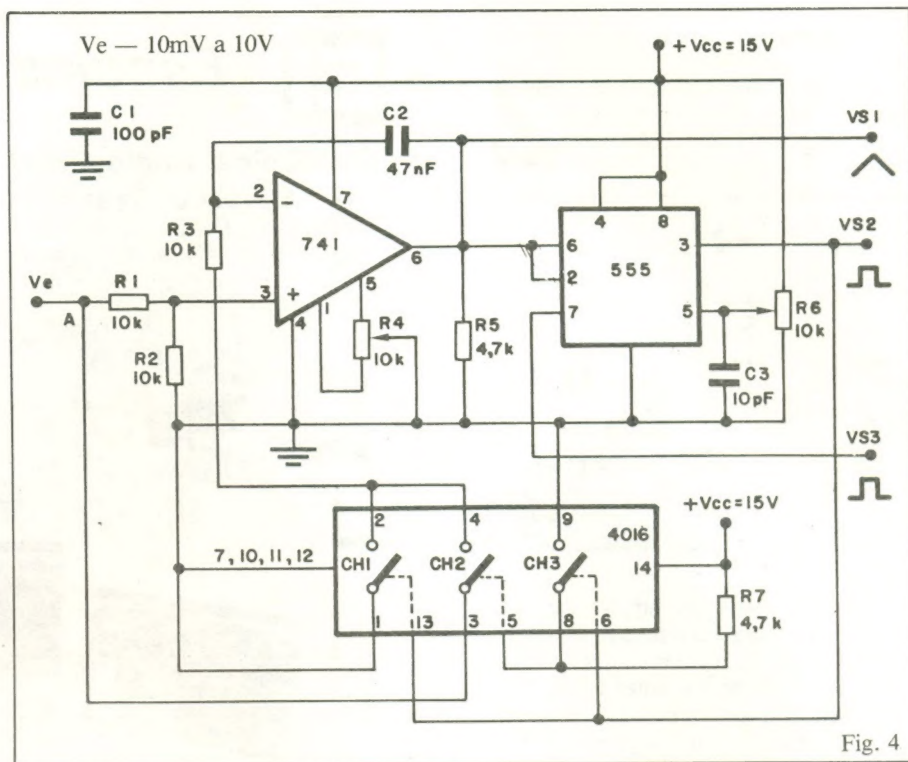 Ve — 10mV a 10V
+ Vcc = 15 V
C1
100 pF
C2
47nF
VS1
2
−
7
4
8
VS2
R3
10k
741
6
6
2
7
555
3
Ve
A
R1
10k
3
+
5
1
4
R4
10k
R5
4,7k
5
R6
10k
R2
10k
C3
10pF
VS3
2
4
9
+Vcc=15V
4016
7, 10, 11, 12
CH1
CH2
CH3
14
R7
4,7k
1
13
3
5
8
6
Fig. 4